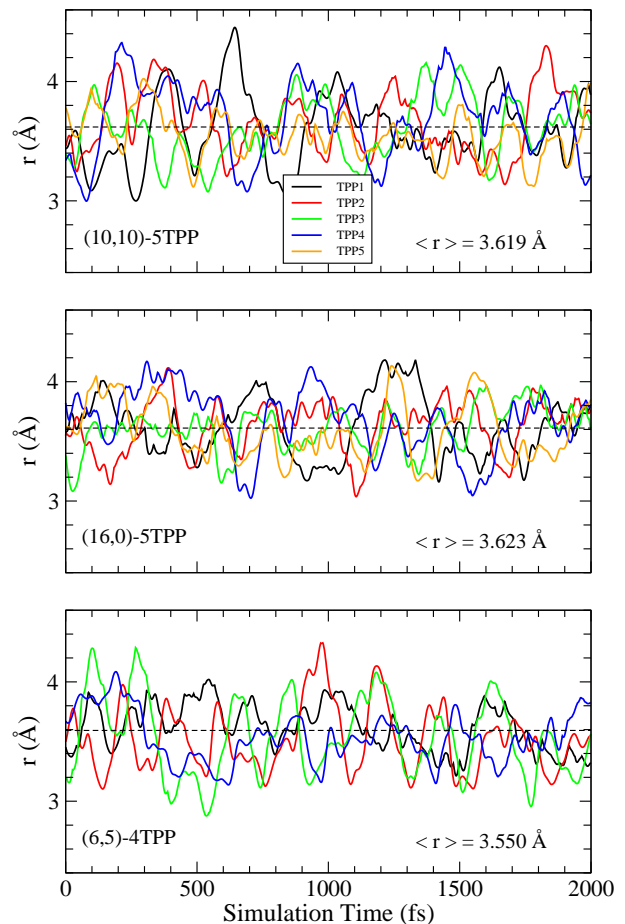 4
3
r (Å)
TPP1
TPP2
TPP3
TPP4
TPP5
(10,10)-5TPP
< r > = 3.619 Å
4
3
r (Å)
(16,0)-5TPP
< r > = 3.623 Å
4
3
r (Å)
(6,5)-4TPP
< r > = 3.550 Å
0 500 1000 1500 2000
Simulation Time (fs)